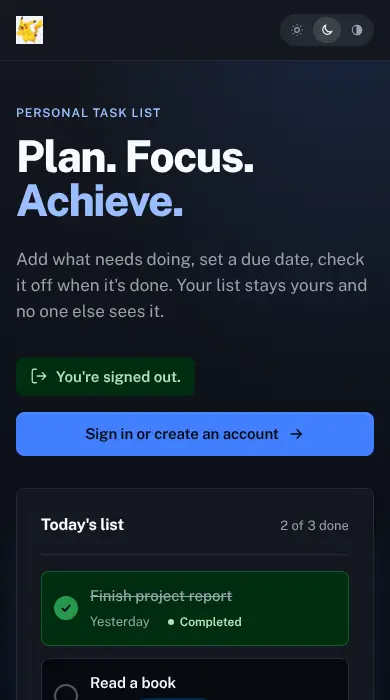 PERSONAL TASK LIST
Plan. Focus.
Achieve.
Add what needs doing, set a due date, check
it off when it's done. Your list stays yours and
no one else sees it.
You're signed out.
Sign in or create an account →
Today's list
2 of 3 done
Finish project report
Yesterday • Completed
Read a book